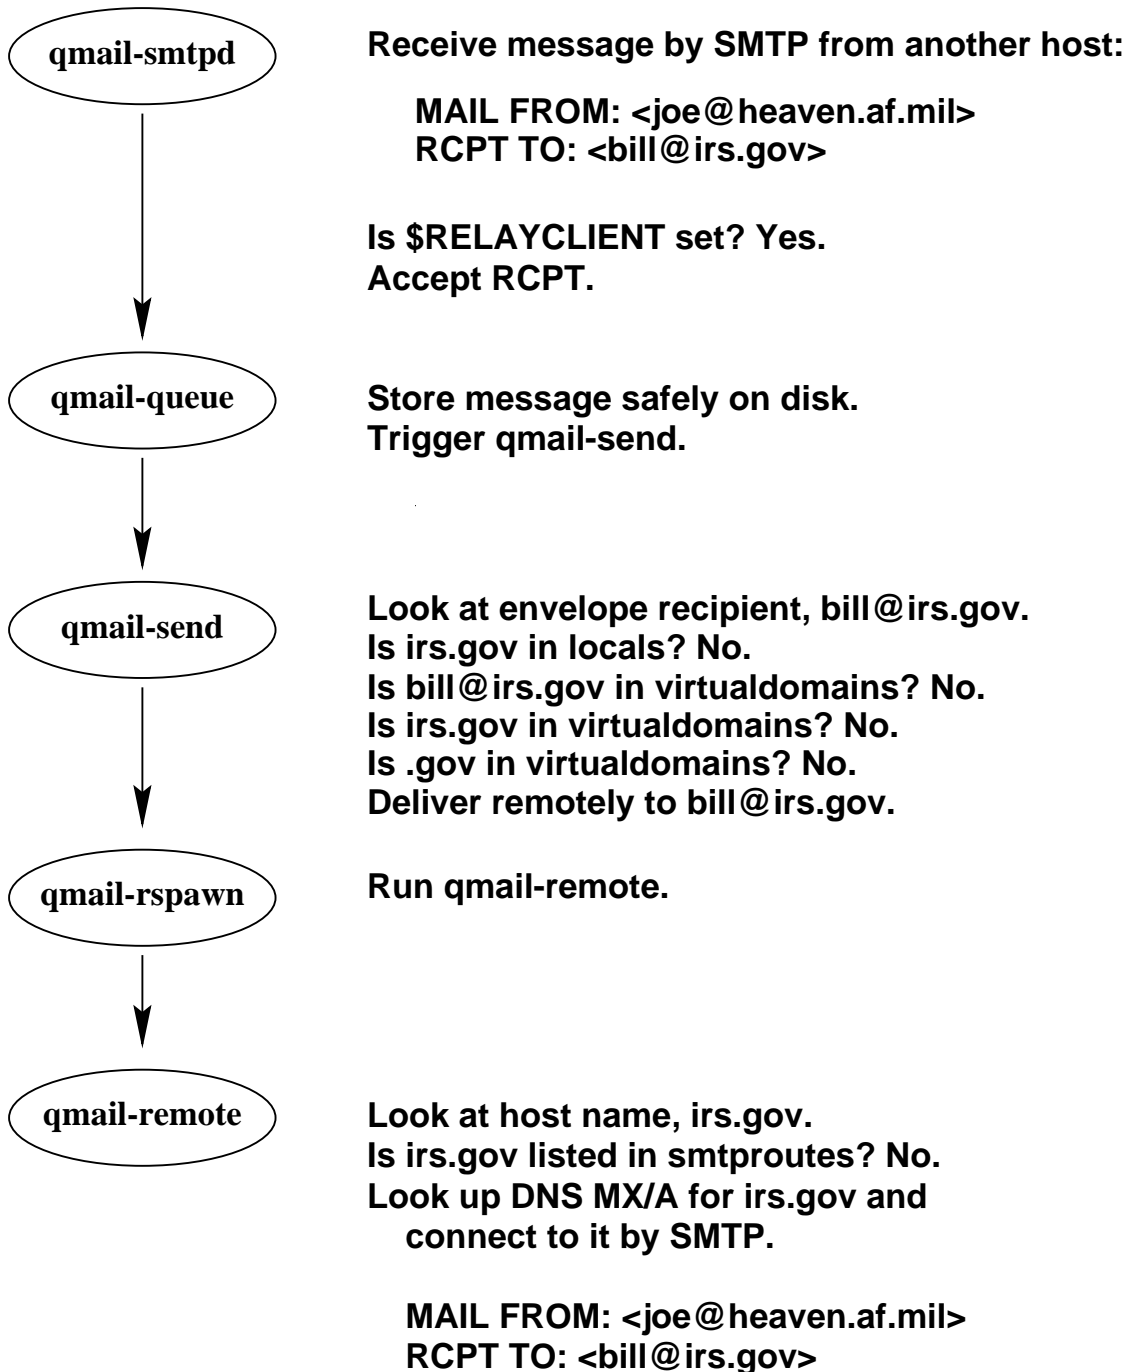 qmail-smtpd
Receive message by SMTP from another host:
MAIL FROM: <joe@heaven.af.mil>
RCPT TO: <bill@irs.gov>
Is $RELAYCLIENT set? Yes.
Accept RCPT.
qmail-queue
Store message safely on disk.
Trigger qmail-send.
qmail-send
Look at envelope recipient, bill@irs.gov.
Is irs.gov in locals? No.
Is bill@irs.gov in virtualdomains? No.
Is irs.gov in virtualdomains? No.
Is .gov in virtualdomains? No.
Deliver remotely to bill@irs.gov.
qmail-rspawn
Run qmail-remote.
qmail-remote
Look at host name, irs.gov.
Is irs.gov listed in smtproutes? No.
Look up DNS MX/A for irs.gov and
connect to it by SMTP.
MAIL FROM: <joe@heaven.af.mil>
RCPT TO: <bill@irs.gov>